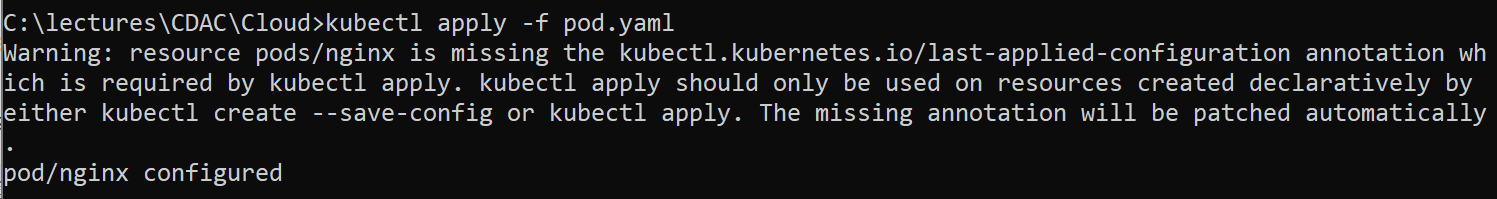 C:\lectures\CDAC\Cloud>kubectl apply -f pod.yaml
Warning: resource pods/nginx is missing the kubectl.kubernetes.io/last-applied-configuration annotation wh
ich is required by kubectl apply. kubectl apply should only be used on resources created declaratively by
either kubectl create --save-config or kubectl apply. The missing annotation will be patched automatically
.
pod/nginx configured